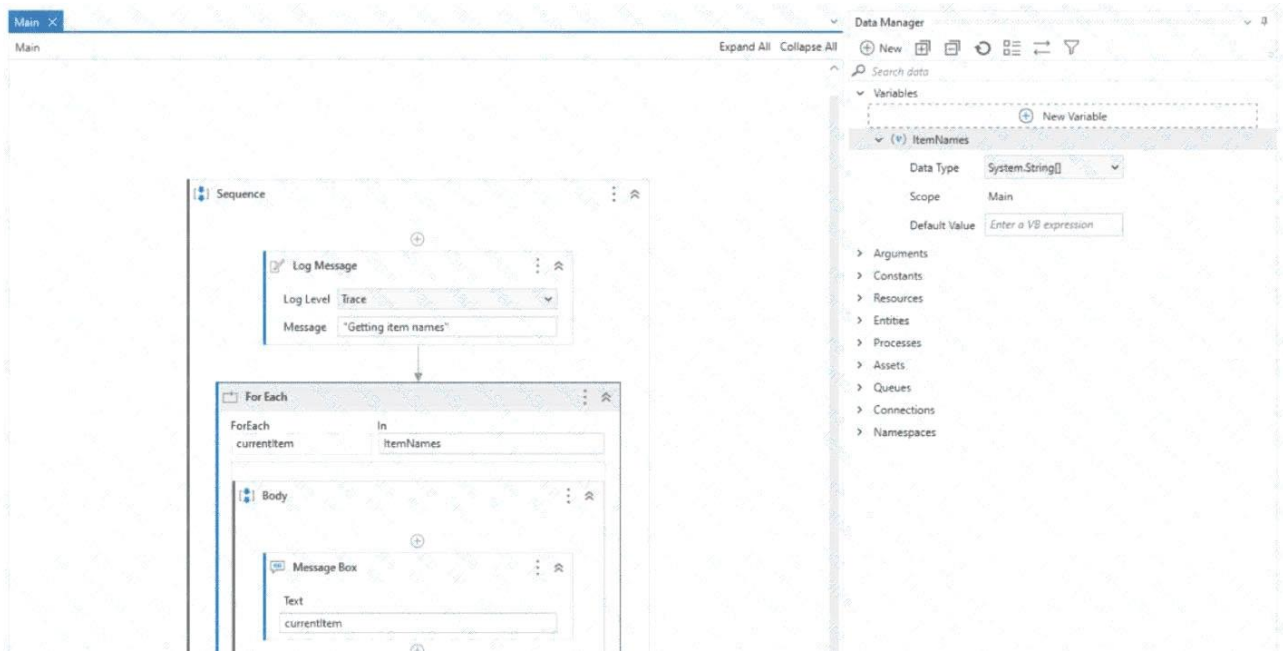 Main
Main
Expand All Collapse All
Sequence
Log Message
Log Level Trace
Message "Getting item names"
For Each
ForEach In
currentItem ItemNames
Body
Message Box
Text
currentItem
Data Manager
New
Search data
Variables
New Variable
(v) ItemNames
Data Type System.String[]
Scope Main
Default Value Enter a VB expression
Arguments
Constants
Resources
Entities
Processes
Assets
Queues
Connections
Namespaces